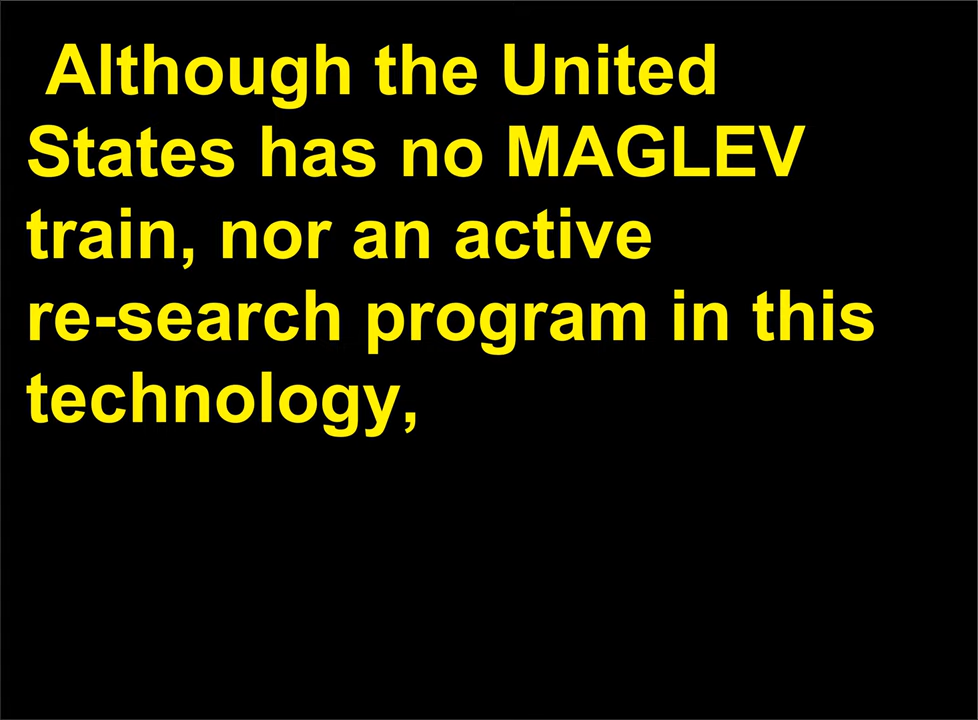 Although the United
States has no MAGLEV
train, nor an active
re-search program in this
technology,